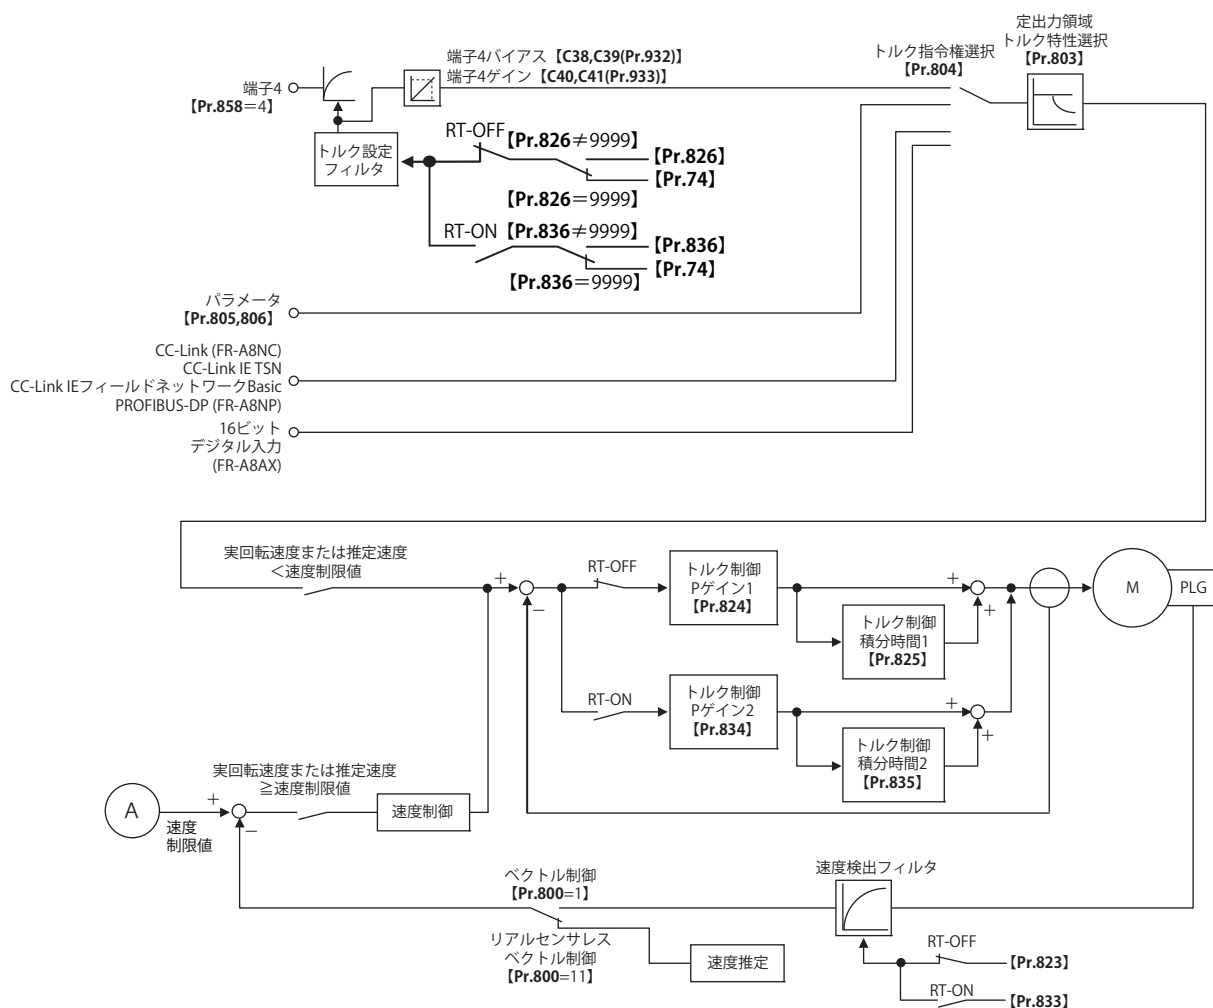 定出力領域
トルク特性選択
【Pr.803】
トルク指令権選択
【Pr.804】
端子4バイアス【C38,C39(Pr.932)】
端子4ゲイン【C40,C41(Pr.933)】
端子4
【Pr.858＝4】
トルク設定
フィルタ
RT-OFF
【Pr.826≠9999】
【Pr.826】
【Pr.74】
【Pr.826＝9999】
RT-ON
【Pr.836≠9999】
【Pr.836】
【Pr.74】
【Pr.836＝9999】
パラメータ
【Pr.805,806】
CC-Link (FR-A8NC)
CC-Link IE TSN
CC-Link IEフィールドネットワークBasic
PROFIBUS-DP (FR-A8NP)
16ビット
デジタル入力
(FR-A8AX)
実回転速度または推定速度
＜速度制限値
＋
−
RT-OFF
トルク制御
Pゲイン1
【Pr.824】
＋
＋
トルク制御
積分時間1
【Pr.825】
M
PLG
RT-ON
トルク制御
Pゲイン2
【Pr.834】
＋
＋
トルク制御
積分時間2
【Pr.835】
実回転速度または推定速度
≧速度制限値
A
＋
−
速度
制限値
速度制御
ベクトル制御
【Pr.800=1】
リアルセンサレス
ベクトル制御
【Pr.800=11】
速度推定
速度検出フィルタ
RT-OFF
【Pr.823】
RT-ON
【Pr.833】